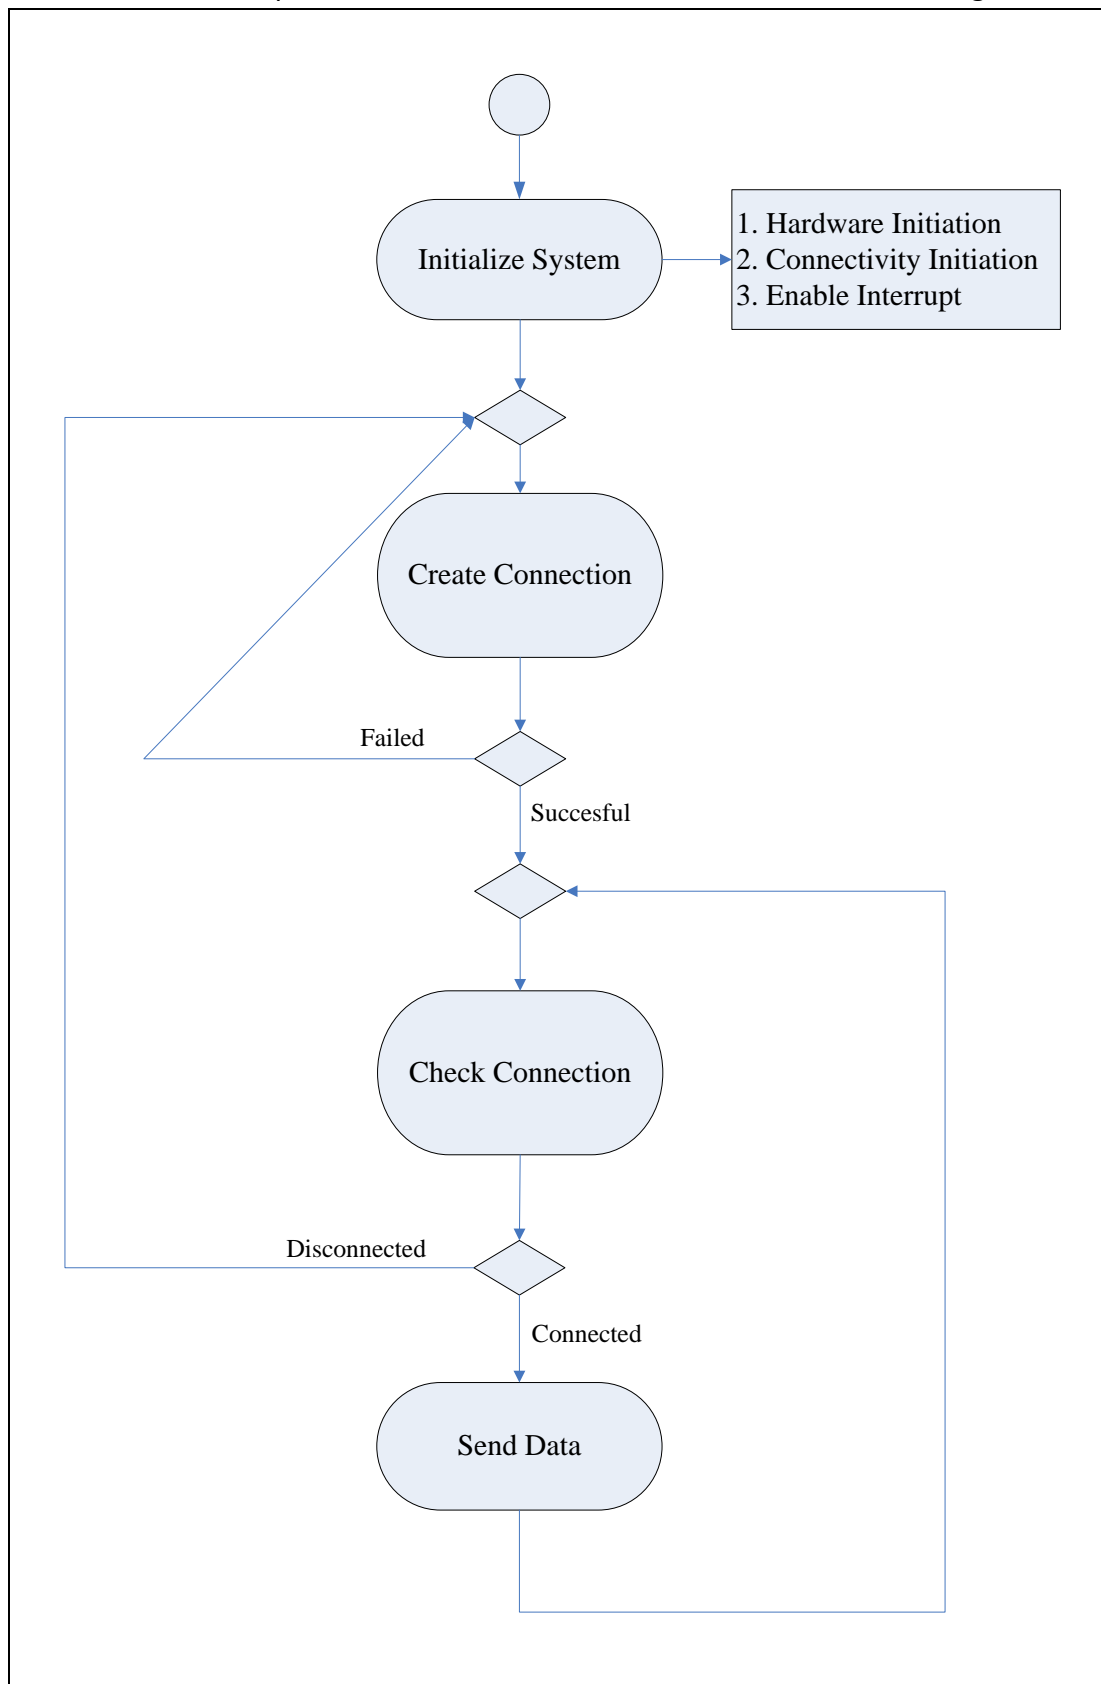 Initialize System
1. Hardware Initiation
2. Connectivity Initiation
3. Enable Interrupt
Create Connection
Failed
Succesful
Check Connection
Disconnected
Connected
Send Data